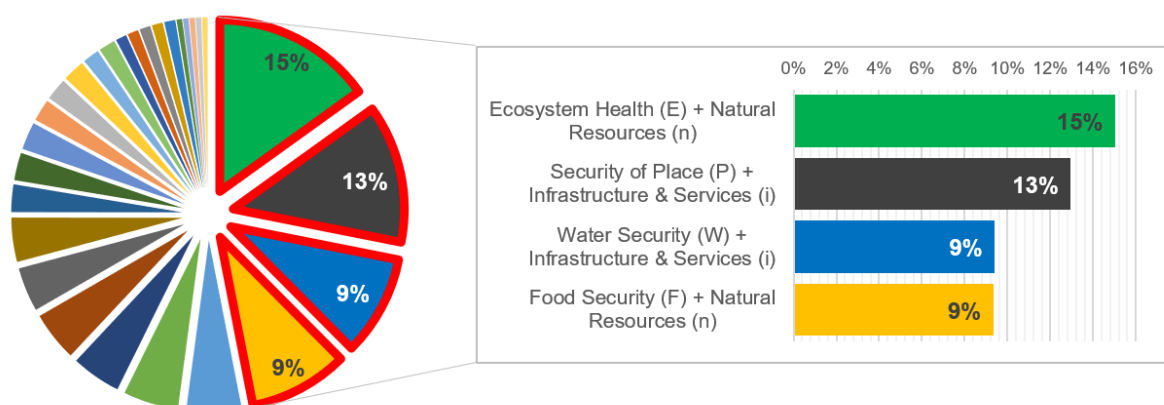 15%
13%
9%
9%
0% 2% 4% 6% 8% 10% 12% 14% 16%
Ecosystem Health (E) + Natural
Resources (n)
15%
Security of Place (P) +
Infrastructure & Services (i)
13%
Water Security (W) +
Infrastructure & Services (i)
9%
Food Security (F) + Natural
Resources (n)
9%